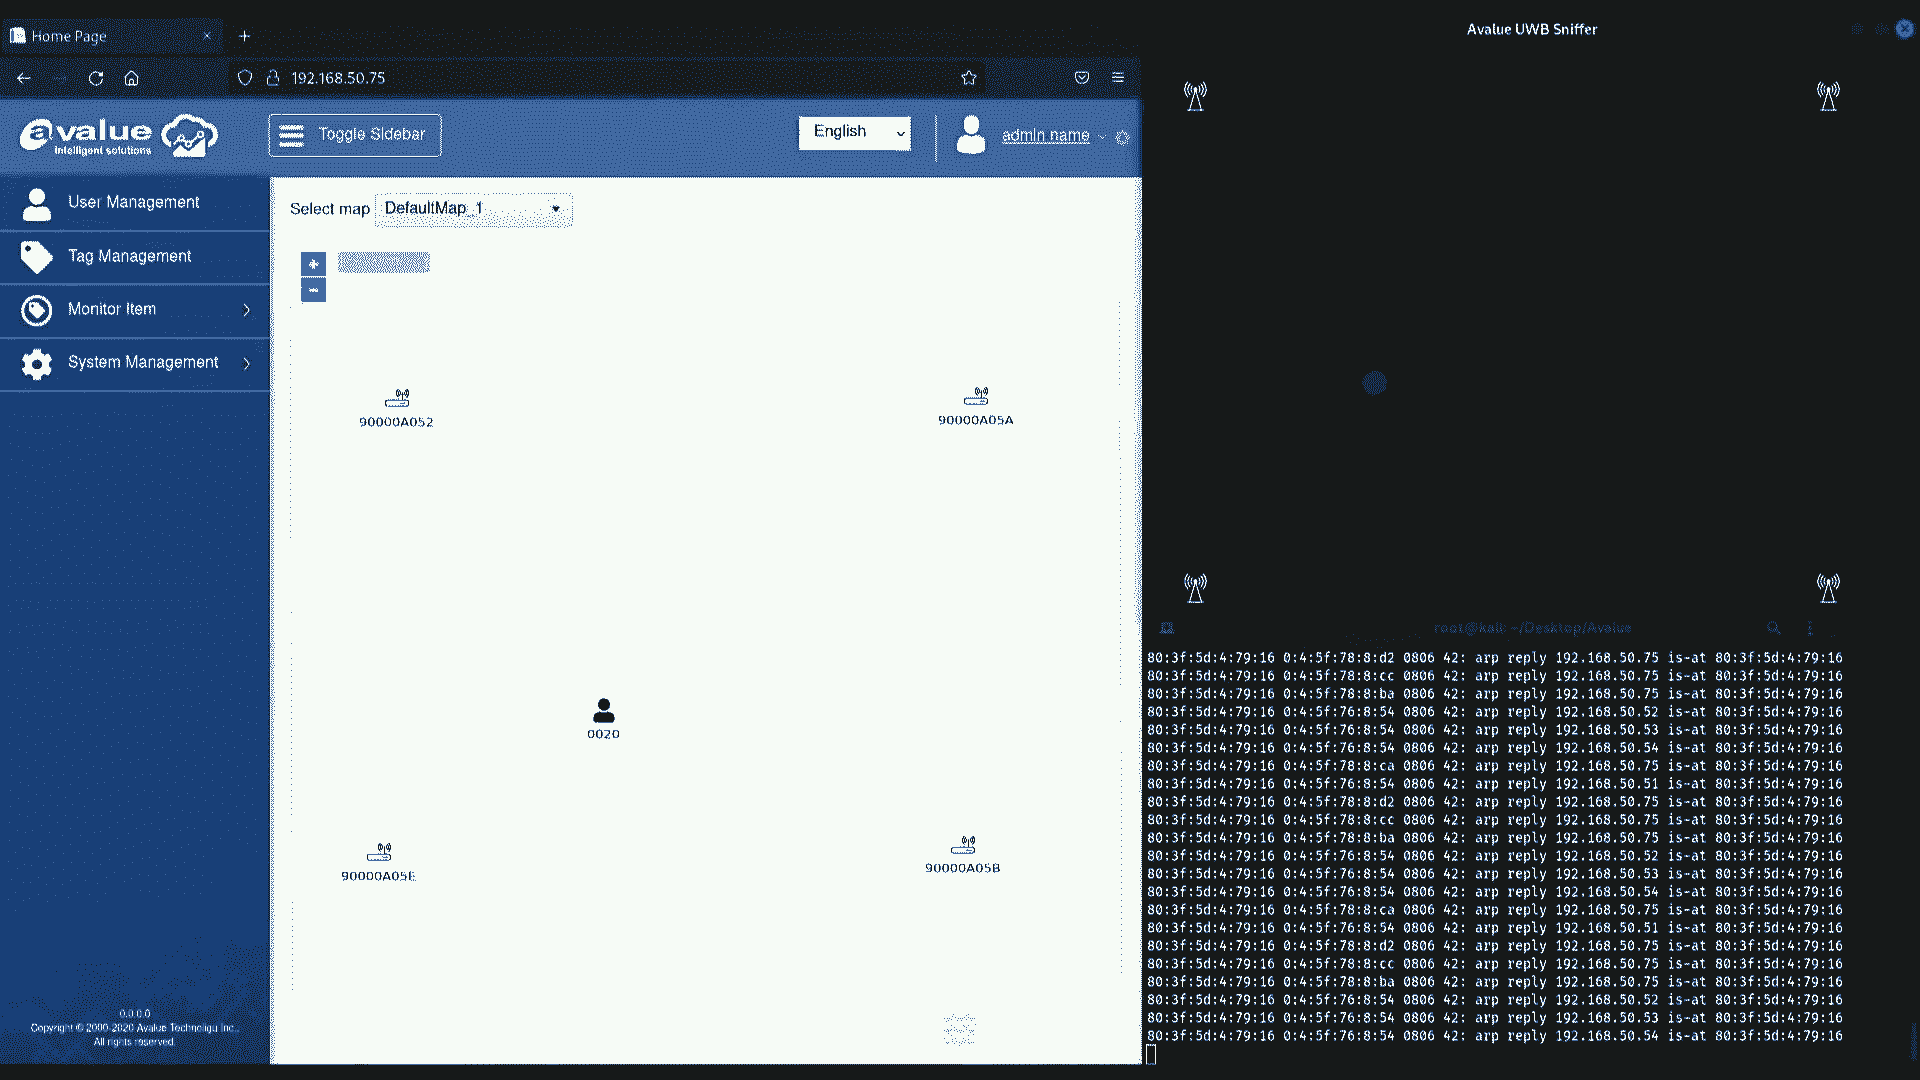 Home Page
192.168.50.75
avalue
intelligent solutions
Toggle Sidebar
English
admin name
User Management
Tag Management
Monitor Item
System Management
Select map
DefaultMap_1
90000A052
90000A05A
0020
90000A05E
90000A05B
0.0.0.0
Copyright © 2000-2020 Avalue Technoligu Inc..
All rights reserved.
Avalue UWB Sniffer
root@kali: ~/Desktop/Avalue
80:3f:5d:4:79:16 0:4:5f:78:8:d2 0806 42: arp reply 192.168.50.75 is-at 80:3f:5d:4:79:16
80:3f:5d:4:79:16 0:4:5f:78:8:cc 0806 42: arp reply 192.168.50.75 is-at 80:3f:5d:4:79:16
80:3f:5d:4:79:16 0:4:5f:78:8:ba 0806 42: arp reply 192.168.50.75 is-at 80:3f:5d:4:79:16
80:3f:5d:4:79:16 0:4:5f:76:8:54 0806 42: arp reply 192.168.50.52 is-at 80:3f:5d:4:79:16
80:3f:5d:4:79:16 0:4:5f:76:8:54 0806 42: arp reply 192.168.50.53 is-at 80:3f:5d:4:79:16
80:3f:5d:4:79:16 0:4:5f:76:8:54 0806 42: arp reply 192.168.50.54 is-at 80:3f:5d:4:79:16
80:3f:5d:4:79:16 0:4:5f:78:8:ca 0806 42: arp reply 192.168.50.75 is-at 80:3f:5d:4:79:16
80:3f:5d:4:79:16 0:4:5f:76:8:54 0806 42: arp reply 192.168.50.51 is-at 80:3f:5d:4:79:16
80:3f:5d:4:79:16 0:4:5f:78:8:d2 0806 42: arp reply 192.168.50.75 is-at 80:3f:5d:4:79:16
80:3f:5d:4:79:16 0:4:5f:78:8:cc 0806 42: arp reply 192.168.50.75 is-at 80:3f:5d:4:79:16
80:3f:5d:4:79:16 0:4:5f:78:8:ba 0806 42: arp reply 192.168.50.75 is-at 80:3f:5d:4:79:16
80:3f:5d:4:79:16 0:4:5f:76:8:54 0806 42: arp reply 192.168.50.52 is-at 80:3f:5d:4:79:16
80:3f:5d:4:79:16 0:4:5f:76:8:54 0806 42: arp reply 192.168.50.53 is-at 80:3f:5d:4:79:16
80:3f:5d:4:79:16 0:4:5f:76:8:54 0806 42: arp reply 192.168.50.54 is-at 80:3f:5d:4:79:16
80:3f:5d:4:79:16 0:4:5f:78:8:ca 0806 42: arp reply 192.168.50.75 is-at 80:3f:5d:4:79:16
80:3f:5d:4:79:16 0:4:5f:76:8:54 0806 42: arp reply 192.168.50.51 is-at 80:3f:5d:4:79:16
80:3f:5d:4:79:16 0:4:5f:78:8:d2 0806 42: arp reply 192.168.50.75 is-at 80:3f:5d:4:79:16
80:3f:5d:4:79:16 0:4:5f:78:8:cc 0806 42: arp reply 192.168.50.75 is-at 80:3f:5d:4:79:16
80:3f:5d:4:79:16 0:4:5f:78:8:ba 0806 42: arp reply 192.168.50.75 is-at 80:3f:5d:4:79:16
80:3f:5d:4:79:16 0:4:5f:76:8:54 0806 42: arp reply 192.168.50.52 is-at 80:3f:5d:4:79:16
80:3f:5d:4:79:16 0:4:5f:76:8:54 0806 42: arp reply 192.168.50.53 is-at 80:3f:5d:4:79:16
80:3f:5d:4:79:16 0:4:5f:76:8:54 0806 42: arp reply 192.168.50.54 is-at 80:3f:5d:4:79:16